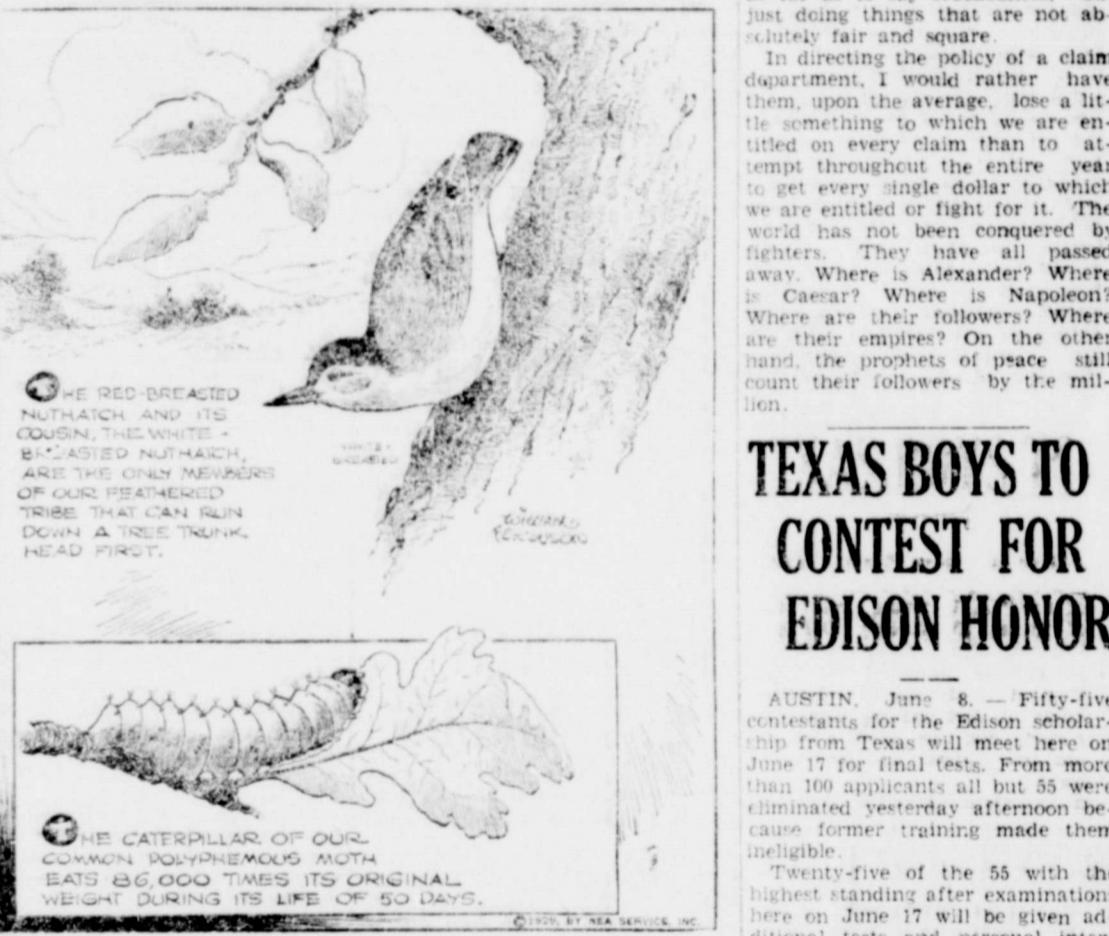 THE RED-BREASTED
NUTHATCH AND ITS
COUSIN, THE WHITE-
BREASTED NUTHATCH,
ARE THE ONLY MEMBERS
OF OUR FEATHERED
TRIBE THAT CAN RUN
DOWN A TREE TRUNK,
HEAD FIRST.
WHITE-
BREASTED
WILLIAM
FERGUSON
THE CATERPILLAR OF OUR
COMMON POLYPHEMOUS MOTH
EATS 86,000 TIMES ITS ORIGINAL
WEIGHT DURING ITS LIFE OF 50 DAYS.
©1929, BY NEA SERVICE, INC.
just doing things that are not ab-
solutely fair and square.
In directing the policy of a claim
department, I would rather have
them, upon the average, lose a lit-
tle something to which we are en-
titled on every claim than to at-
tempt throughout the entire year
to get every single dollar to which
we are entitled or fight for it. The
world has not been conquered by
fighters. They have all passed
away. Where is Alexander? Where
is Caesar? Where is Napoleon?
Where are their followers? Where
are their empires? On the other
hand, the prophets of peace still
count their followers by the mil-
lion.
TEXAS BOYS TO
CONTEST FOR
EDISON HONOR
AUSTIN, June 8. — Fifty-five
contestants for the Edison scholar-
ship from Texas will meet here on
June 17 for final tests. From more
than 100 applicants all but 55 were
eliminated yesterday afternoon be-
cause former training made them
ineligible.
Twenty-five of the 55 with the
highest standing after examination
here on June 17 will be given ad-